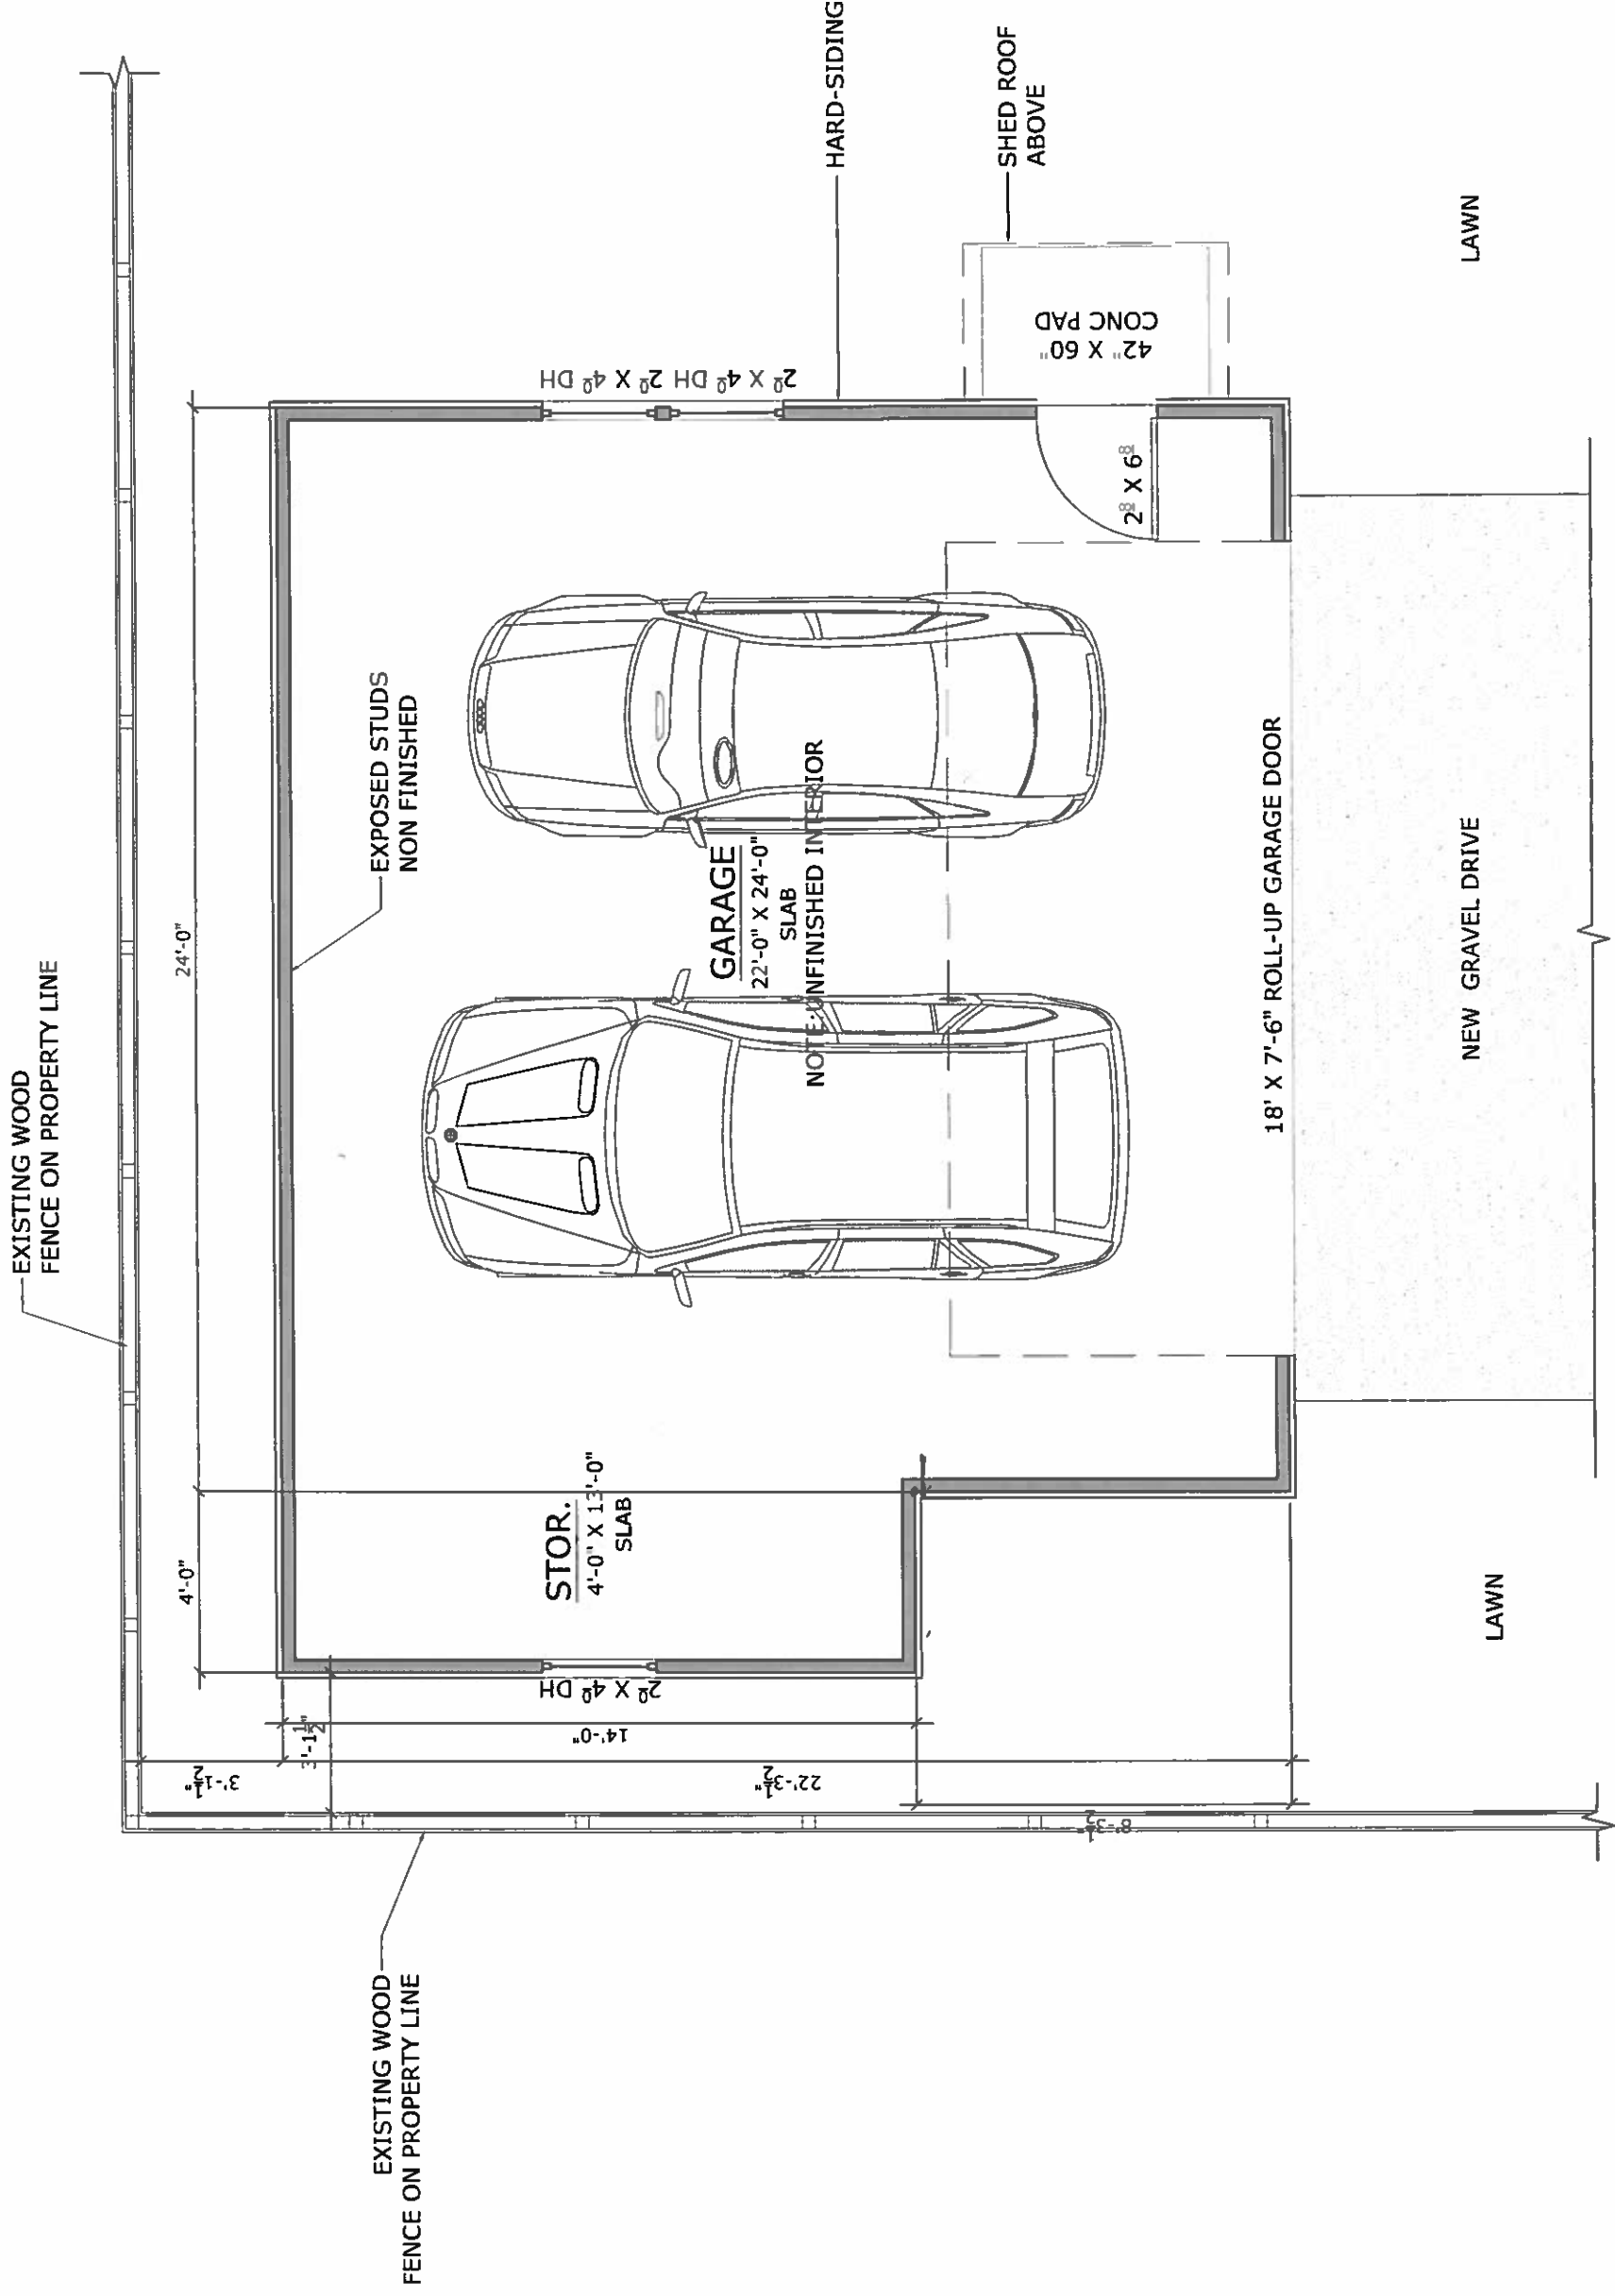 EXISTING WOOD
FENCE ON PROPERTY LINE
EXISTING WOOD
FENCE ON PROPERTY LINE
3'-1½"
3'-1½"
4'-0"
24'-0"
14'-0"
22'-3½"
8'-3½"
EXPOSED STUDS
NON FINISHED
STOR.
4'-0" X 13'-0"
SLAB
GARAGE
22'-0" X 24'-0"
SLAB
NOTE: UNFINISHED INTERIOR
2⁰ X 4⁰ DH
2⁰ X 4⁰ DH 2⁰ X 4⁰ DH
HARD-SIDING
SHED ROOF
ABOVE
42" X 60"
CONC PAD
2⁸ X 6⁸
18' X 7'-6" ROLL-UP GARAGE DOOR
LAWN
NEW GRAVEL DRIVE
LAWN